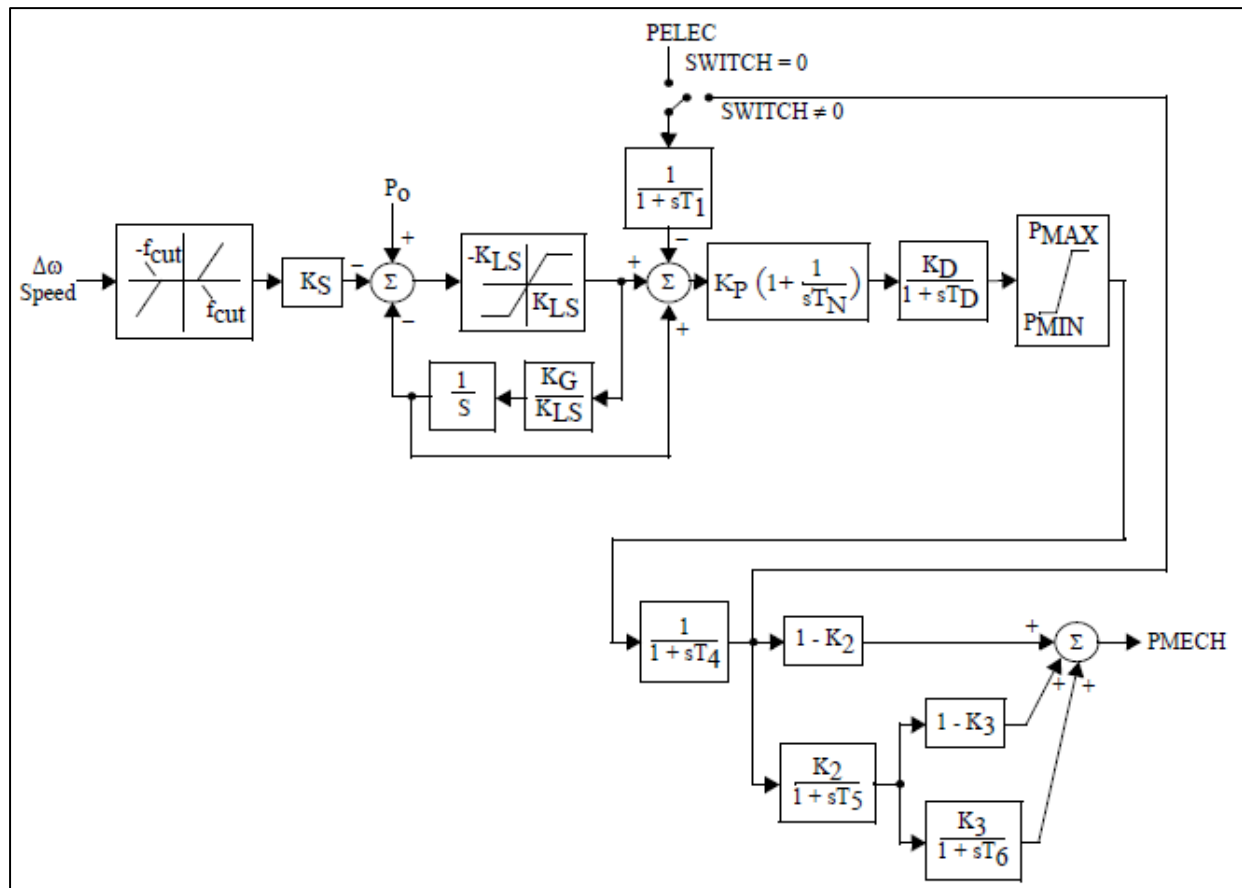 PELEC
SWITCH = 0
SWITCH ≠ 0
1
1 + sT1
PO
-fcut
fcut
Δω
Speed
KS
−
+
Σ
−
-KLS
KLS
+
−
Σ
+
KP (1+ 1
sTN)
KD
1 + sTD
PMAX
PMIN
1
S
KG
KLS
1
1 + sT4
1 - K2
+
Σ
PMECH
+
+
1 - K3
K2
1 + sT5
K3
1 + sT6